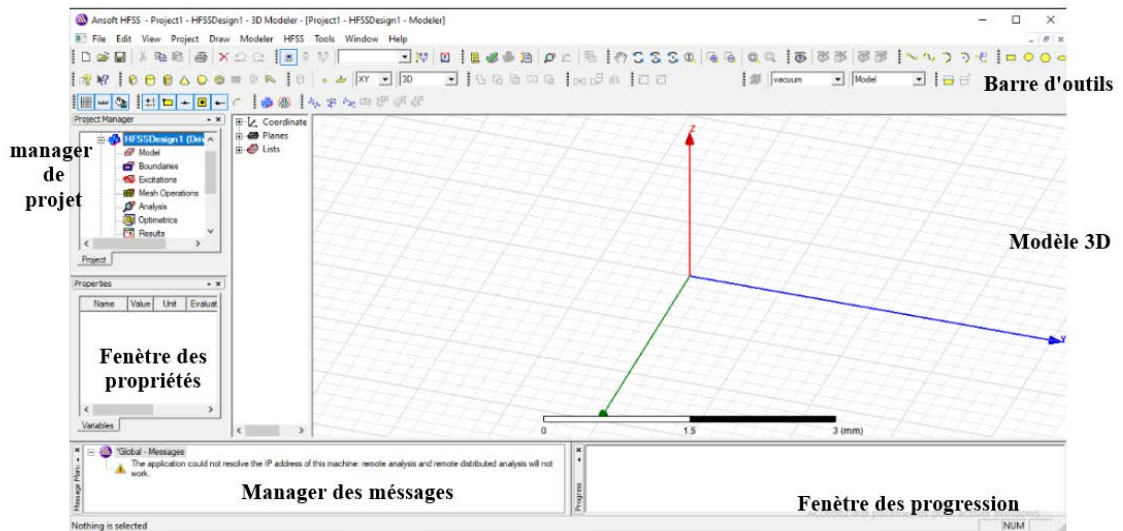 Ansoft HFSS - Project1 - HFSSDesign1 - 3D Modeler - [Project1 - HFSSDesign1 - Modeler]
File Edit View Project Draw Modeler HFSS Tools Window Help
XY 3D vacuum Model
Barre d'outils
Project Manager
HFSSDesign1 (Driv
Model
Boundaries
Excitations
Mesh Operations
Analysis
Optimetrics
Results
Project
manager
de
projet
Coordinate
Planes
Lists
Z
Y
Modèle 3D
0 1.5 3 (mm)
Properties
Name Value Unit Evaluat
Fenètre des
propriétés
Variables
Message Manu
*Global - Messages
The application could not resolve the IP address of this machine: remote analysis and remote distributed analysis will not
work.
Manager des méssages
Progress
Fenètre des progression
Nothing is selected
NUM